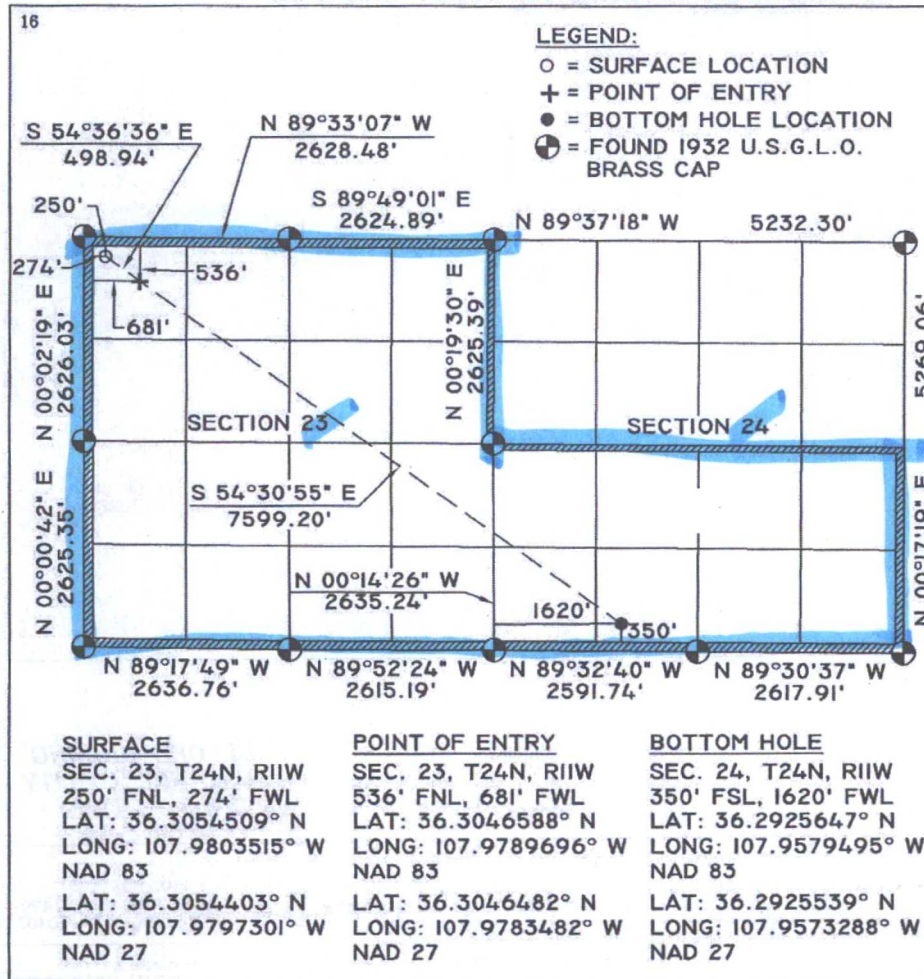 16
LEGEND:
= SURFACE LOCATION
= POINT OF ENTRY
= BOTTOM HOLE LOCATION
= FOUND 1932 U.S.G.L.O.
BRASS CAP
S 54°36'36" E
498.94'
N 89°33'07" W
2628.48'
S 89°49'01" E
2624.89'
N 89°37'18" W 5232.30'
250'
274'
536'
681'
N 00°02'19" E
2626.03'
N 00°19'30" E
2625.39'
5269.06'
N 00°17'19" E
SECTION 23
SECTION 24
S 54°30'55" E
7599.20'
N 00°00'42" E
2625.35'
N 00°14'26" W
2635.24'
1620'
350'
N 89°17'49" W
2636.76'
N 89°52'24" W
2615.19'
N 89°32'40" W
2591.74'
N 89°30'37" W
2617.91'
SURFACE
SEC. 23, T24N, R11W
250' FNL, 274' FWL
LAT: 36.3054509° N
LONG: 107.9803515° W
NAD 83
LAT: 36.3054403° N
LONG: 107.9797301° W
NAD 27
POINT OF ENTRY
SEC. 23, T24N, R11W
536' FNL, 681' FWL
LAT: 36.3046588° N
LONG: 107.9789696° W
NAD 83
LAT: 36.3046482° N
LONG: 107.9783482° W
NAD 27
BOTTOM HOLE
SEC. 24, T24N, R11W
350' FSL, 1620' FWL
LAT: 36.2925647° N
LONG: 107.9579495° W
NAD 83
LAT: 36.2925539° N
LONG: 107.9573288° W
NAD 27